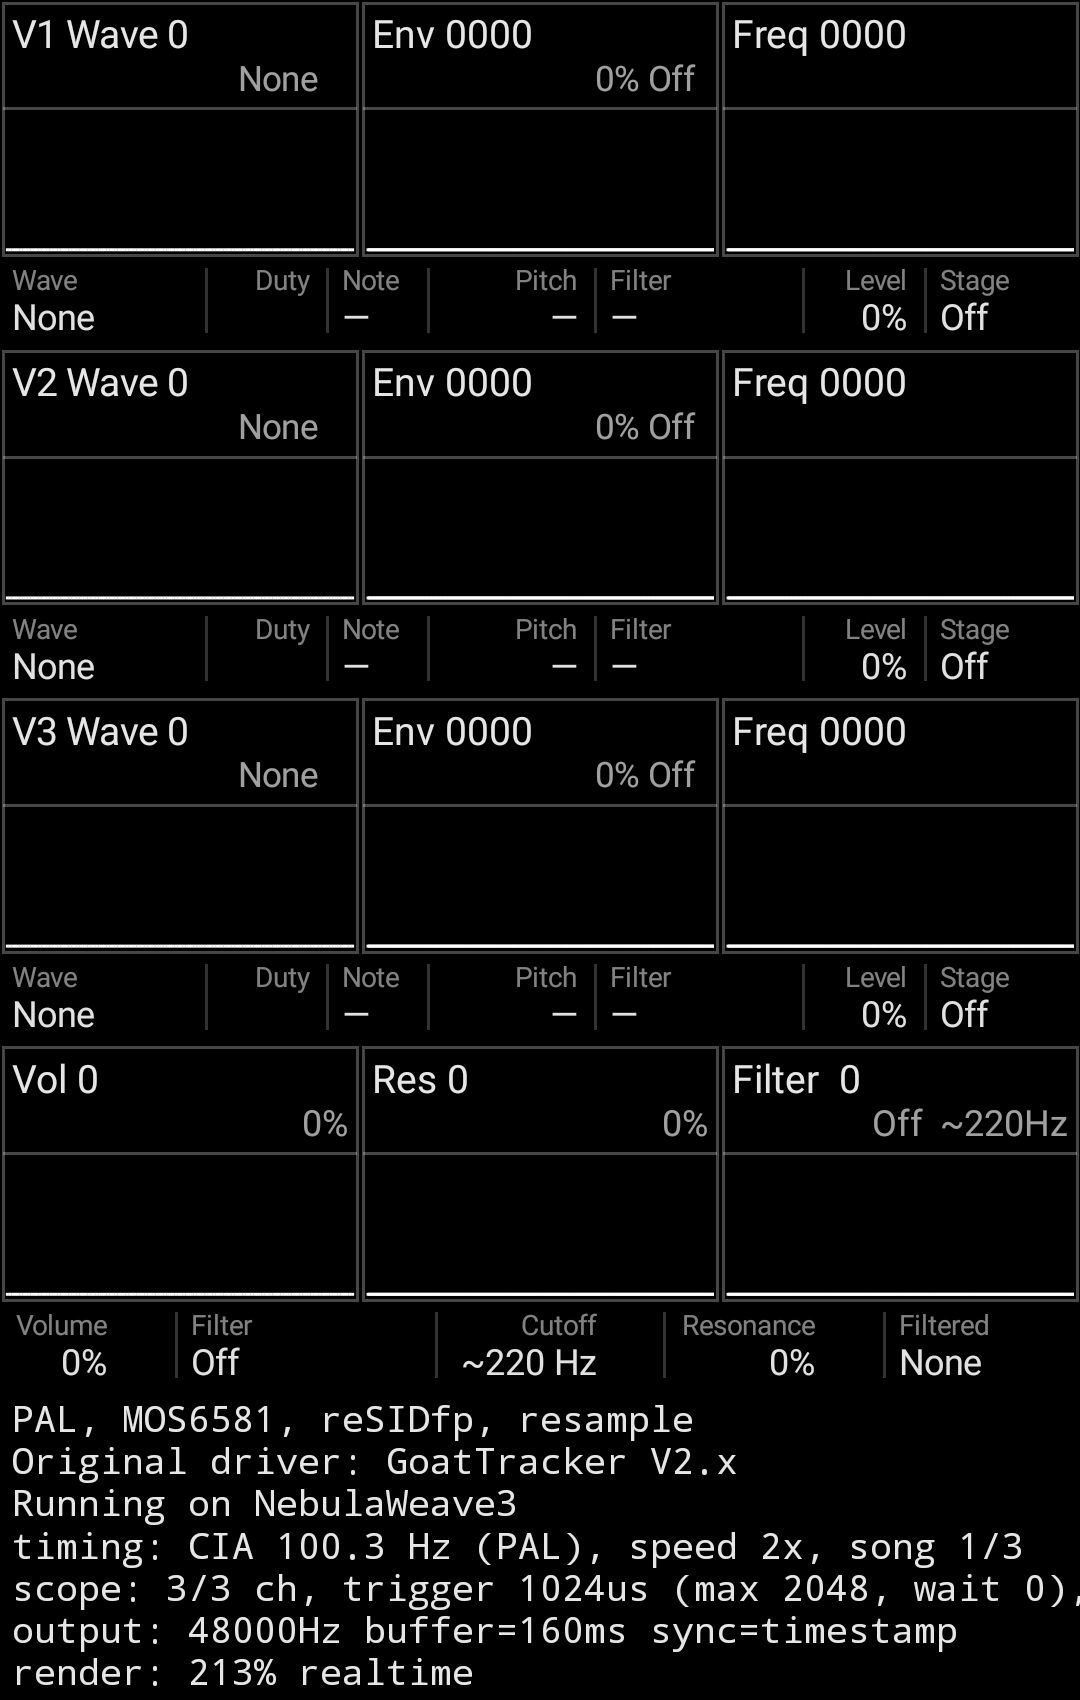 V1 Wave 0 Env 0000 Freq 0000
None 0% Off
Wave Duty Note Pitch Filter Level Stage
None — — — 0% Off
V2 Wave 0 Env 0000 Freq 0000
None 0% Off
Wave Duty Note Pitch Filter Level Stage
None — — — 0% Off
V3 Wave 0 Env 0000 Freq 0000
None 0% Off
Wave Duty Note Pitch Filter Level Stage
None — — — 0% Off
Vol 0 Res 0 Filter 0
0% 0% Off ~220Hz
Volume Filter Cutoff Resonance Filtered
0% Off ~220 Hz 0% None
PAL, MOS6581, reSIDfp, resample
Original driver: GoatTracker V2.x
Running on NebulaWeave3
timing: CIA 100.3 Hz (PAL), speed 2x, song 1/3
scope: 3/3 ch, trigger 1024us (max 2048, wait 0),
output: 48000Hz buffer=160ms sync=timestamp
render: 213% realtime